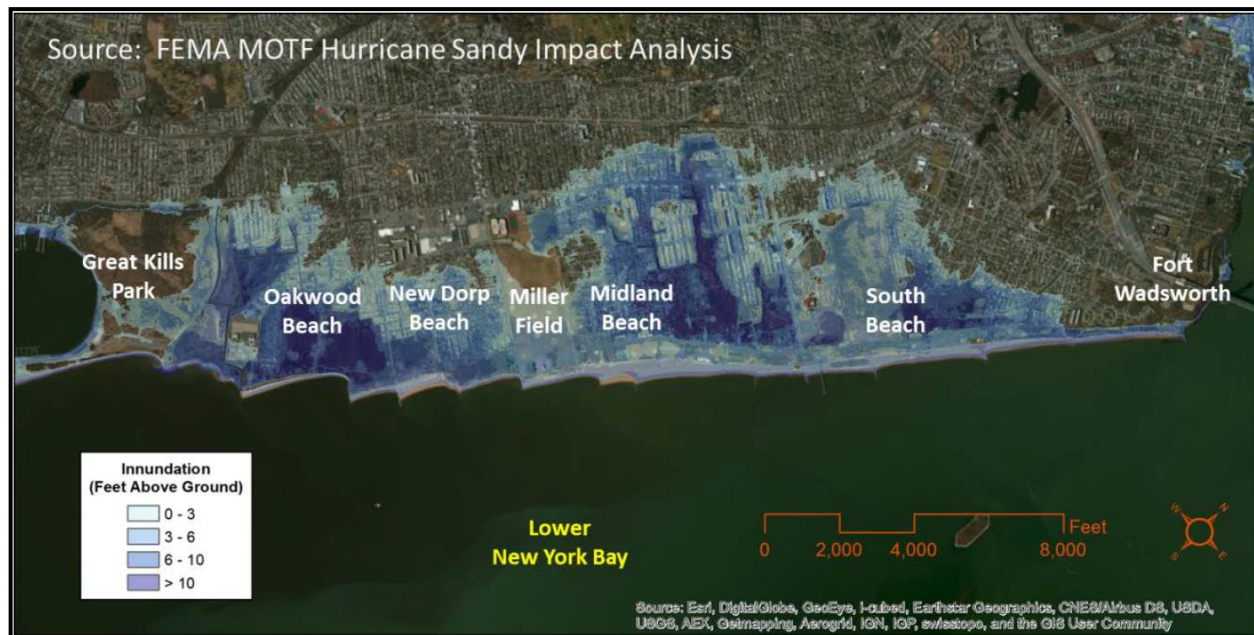 Source: FEMA MOTF Hurricane Sandy Impact Analysis
Great Kills
Park
Oakwood
Beach
New Dorp
Beach
Miller
Field
Midland
Beach
South
Beach
Fort
Wadsworth
Innundation
(Feet Above Ground)
0 - 3
3 - 6
6 - 10
> 10
Lower
New York Bay
Feet
0 2,000 4,000 8,000
W N
S E
Source: Esri, DigitalGlobe, GeoEye, i-cubed, Earthstar Geographics, CNES/Airbus DS, USDA,
USGS, AEX, Getmapping, Aerogrid, IGN, IGP, swisstopo, and the GIS User Community